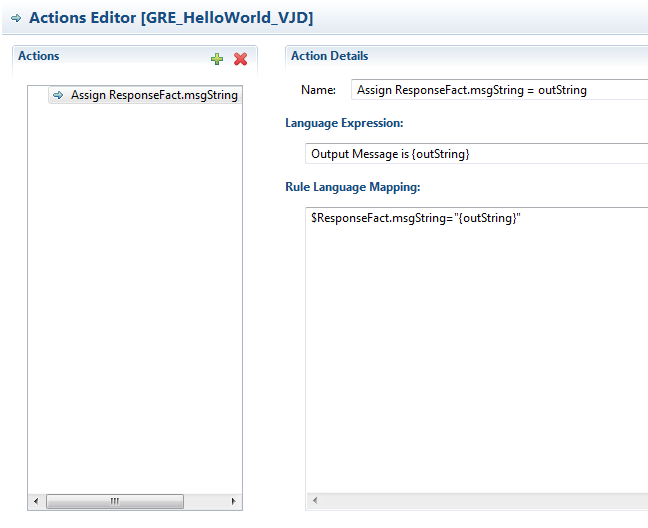 Actions Editor [GRE_HelloWorld_VJD]
Actions
Assign ResponseFact.msgString
Action Details
Name: Assign ResponseFact.msgString = outString
Language Expression:
Output Message is {outString}
Rule Language Mapping:
$ResponseFact.msgString="{outString}"